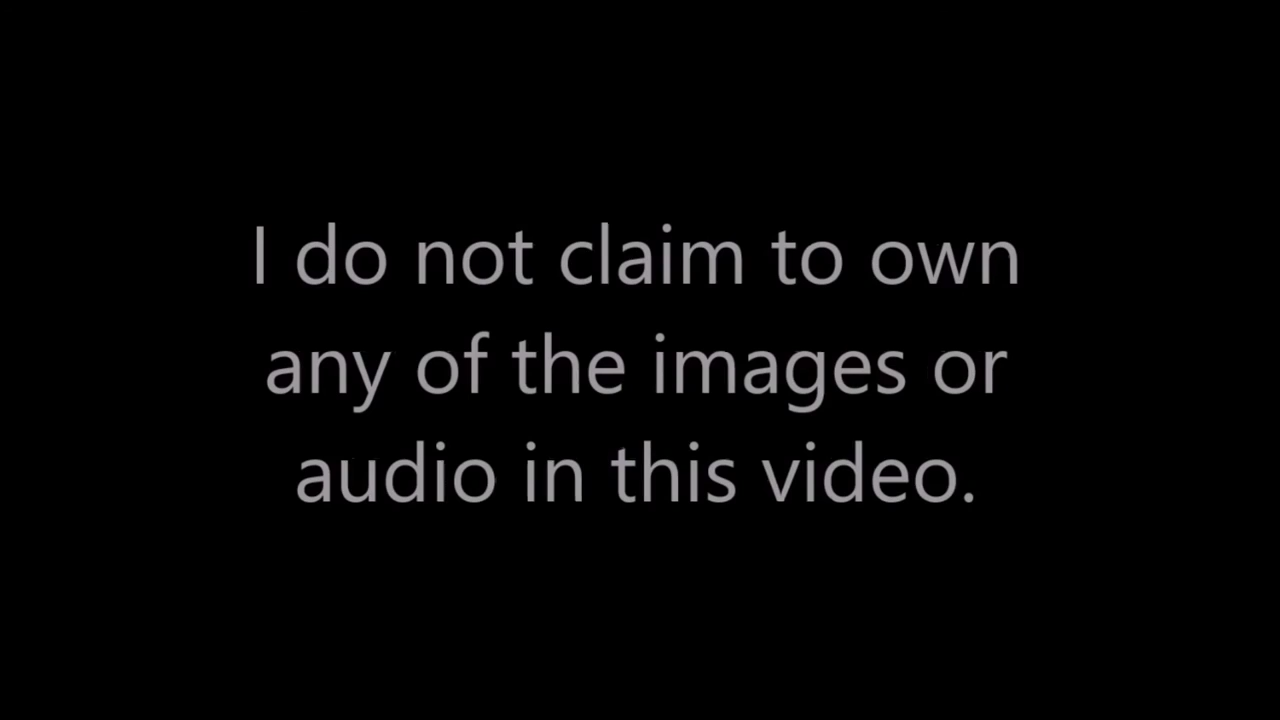 I do not claim to own
any of the images or
audio in this video.